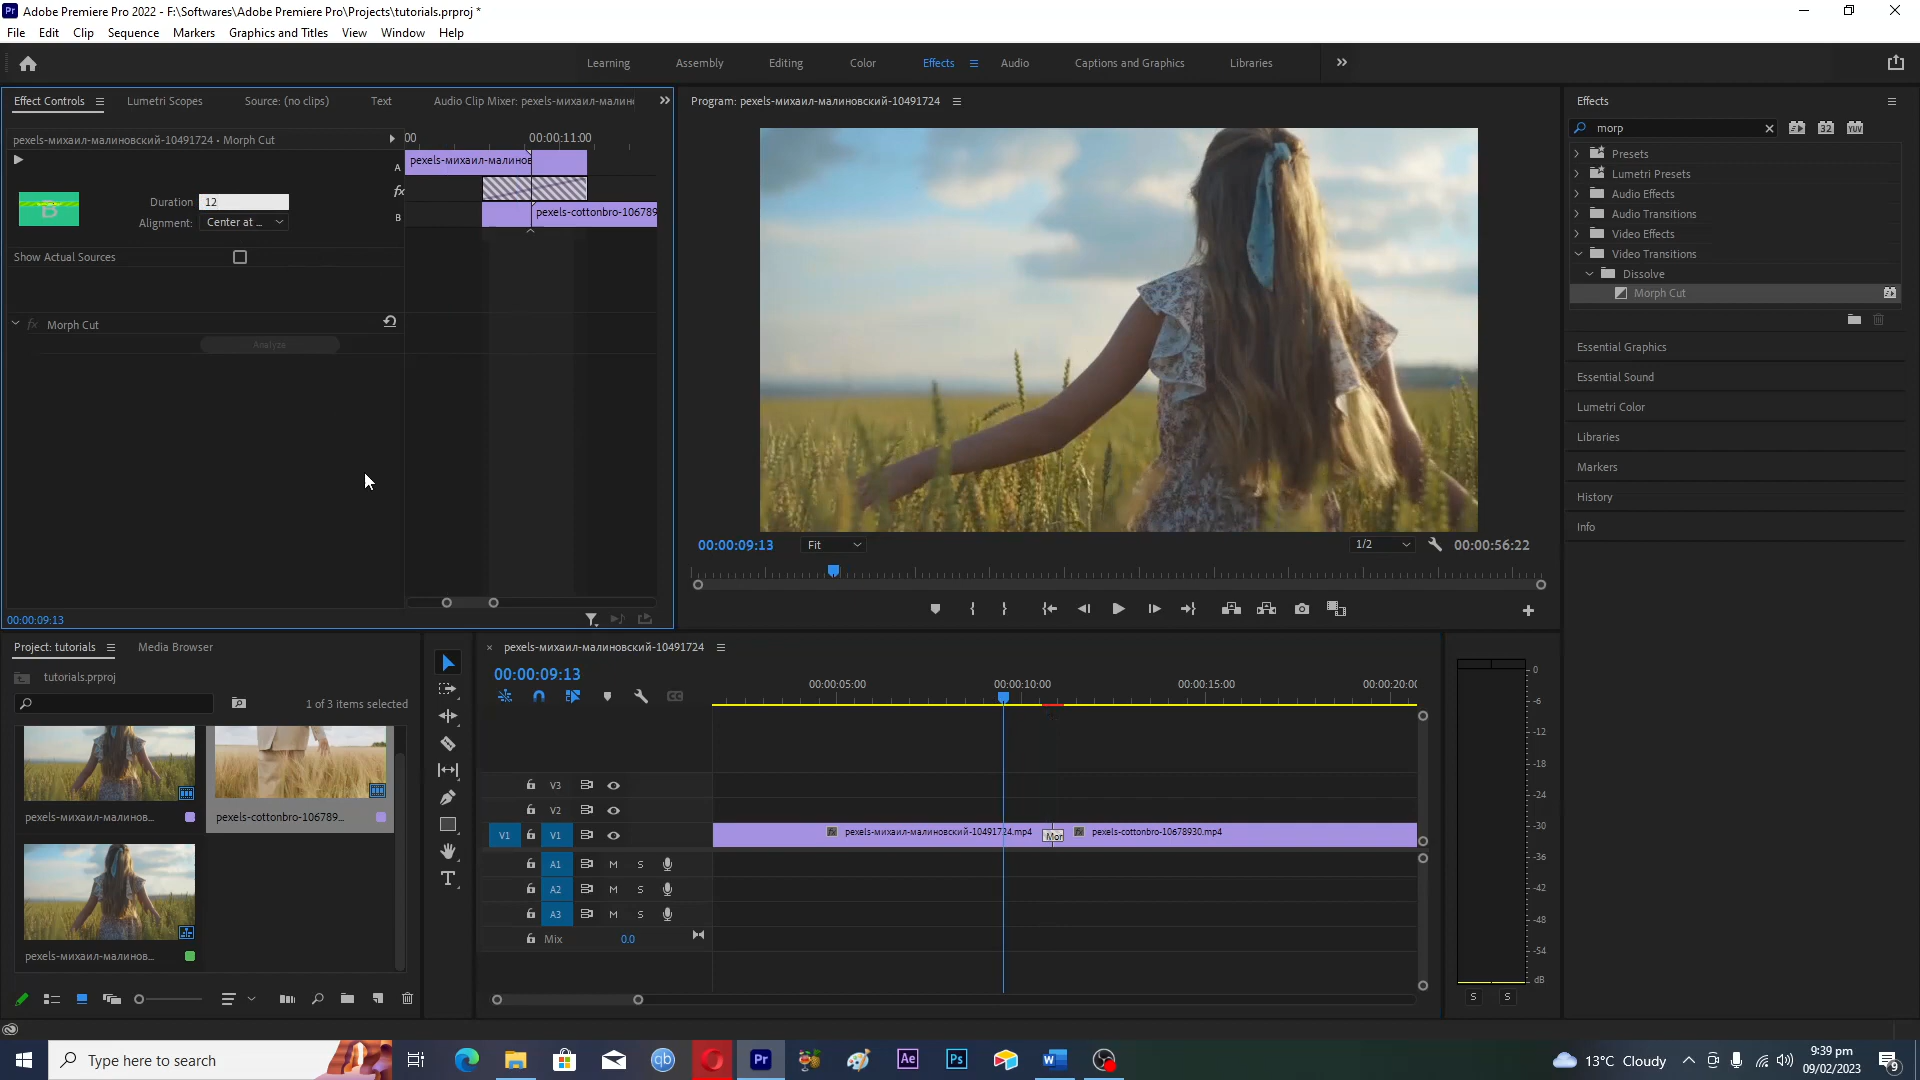 Adobe Premiere Pro 2022 - F:\Softwares\Adobe Premiere Pro\Projects\tutorials.prproj *
File Edit Clip Sequence Markers Graphics and Titles View Window Help
Learning Assembly Editing Color Effects Audio Captions and Graphics Libraries
Effect Controls Lumetri Scopes Source: (no clips) Text Audio Clip Mixer: pexels-михаил-малино
pexels-михаил-малиновский-10491724 • Morph Cut
00 00:00:11:00
A pexels-михаил-малинов
fx
B pexels-cottonbro-106789
B
Duration 12
Alignment: Center at ...
Show Actual Sources
fx Morph Cut
Analyze
00:00:09:13
Program: pexels-михаил-малиновский-10491724
00:00:09:13 Fit 1/2 00:00:56:22
Effects
morp
32 YUV
Presets
Lumetri Presets
Audio Effects
Audio Transitions
Video Effects
Video Transitions
Dissolve
Morph Cut
Essential Graphics
Essential Sound
Lumetri Color
Libraries
Markers
History
Info
Project: tutorials Media Browser
tutorials.prproj
1 of 3 items selected
pexels-михаил-малинов... pexels-cottonbro-106789...
pexels-михаил-малинов...
pexels-михаил-малиновский-10491724
00:00:09:13
00:00:05:00 00:00:10:00 00:00:15:00 00:00:20:00
V3
V2
V1 V1 pexels-михаил-малиновский-10491724.mp4 Mor pexels-cottonbro-10678930.mp4
A1 M S
A2 M S
A3 M S
Mix 0.0
0
-6
-12
-18
-24
-30
-36
-42
-48
-54
dB
S S
Type here to search
Pr Ae Ps
13°C Cloudy
9:39 pm
09/02/2023
9